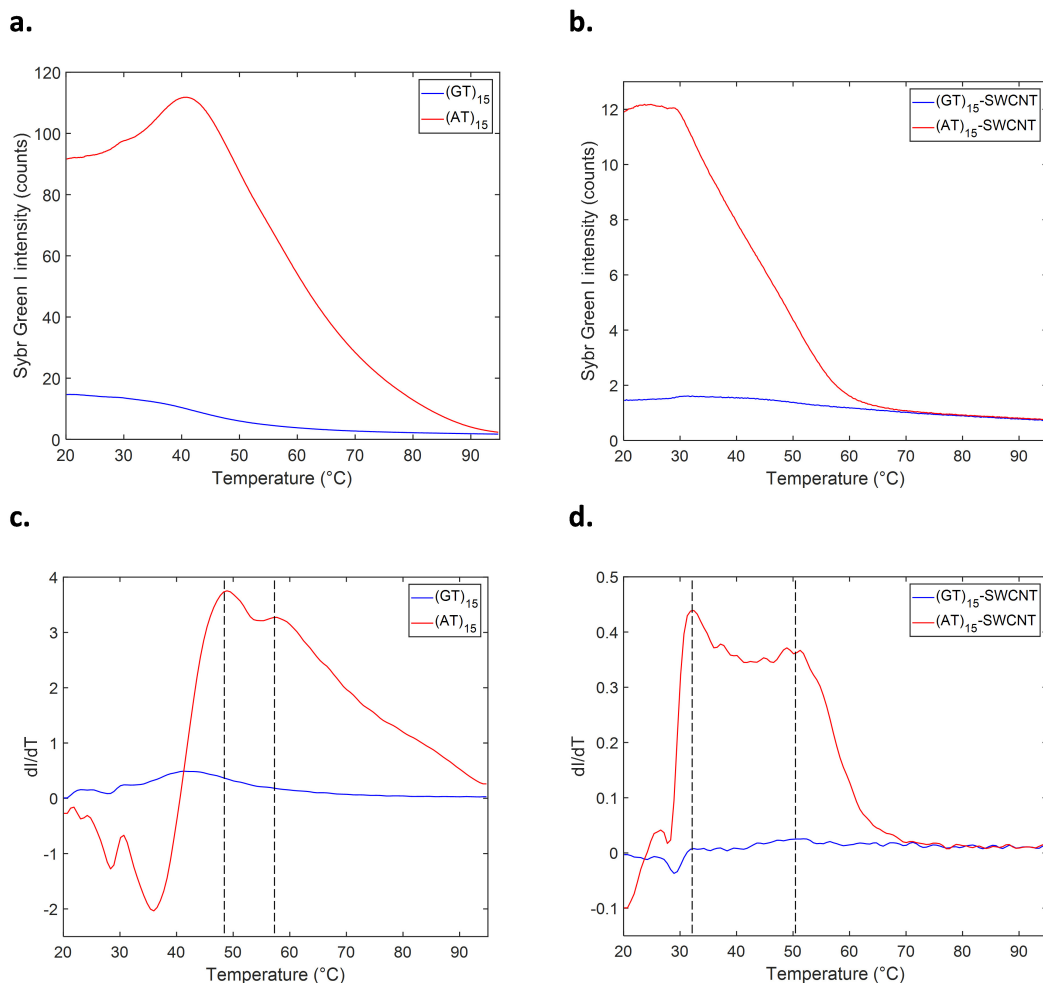 a.
120
100
80
60
40
20
0
Sybr Green I intensity (counts)
(GT)15
(AT)15
20 30 40 50 60 70 80 90
Temperature (°C)
b.
12
10
8
6
4
2
0
Sybr Green I intensity (counts)
(GT)15-SWCNT
(AT)15-SWCNT
20 30 40 50 60 70 80 90
Temperature (°C)
c.
4
3
2
1
0
-1
-2
dI/dT
(GT)15
(AT)15
20 30 40 50 60 70 80 90
Temperature (°C)
d.
0.5
0.4
0.3
0.2
0.1
0
-0.1
dI/dT
(GT)15-SWCNT
(AT)15-SWCNT
20 30 40 50 60 70 80 90
Temperature (°C)